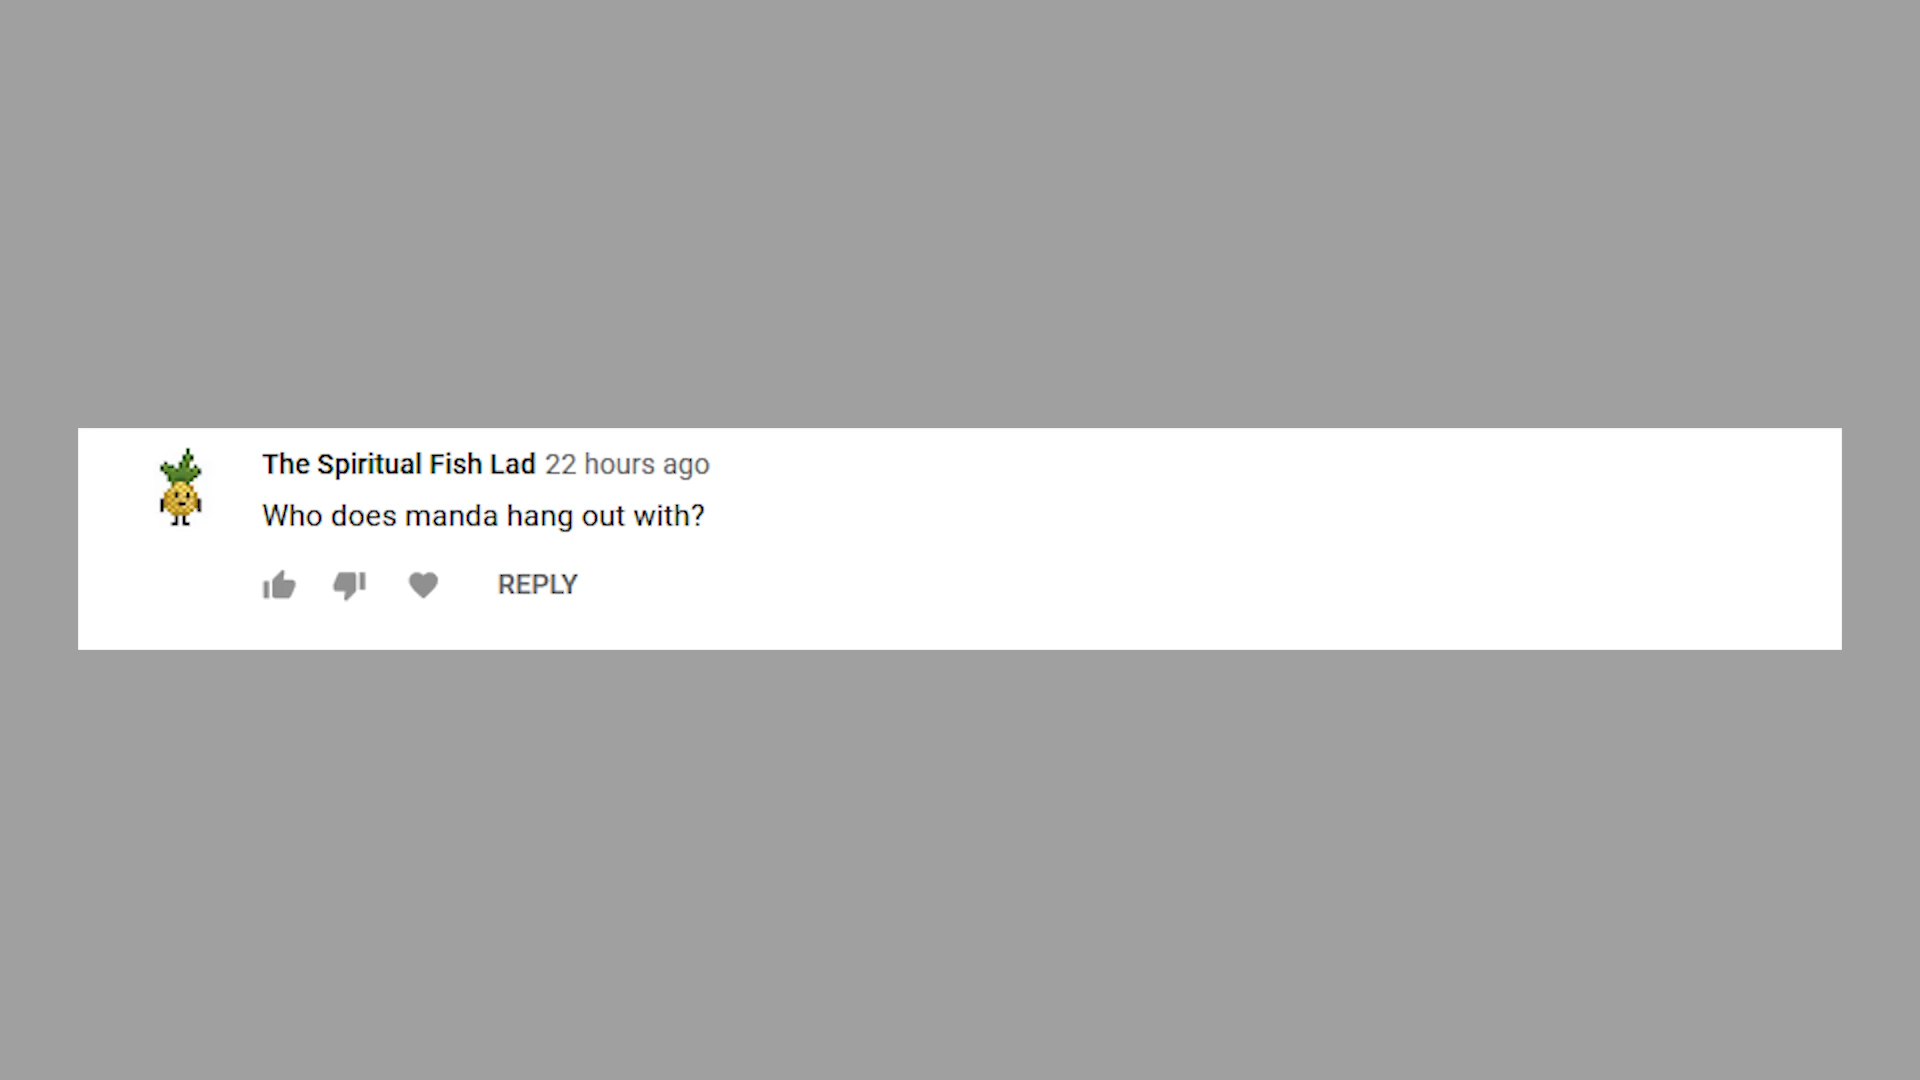 The Spiritual Fish Lad 22 hours ago
Who does manda hang out with?
REPLY